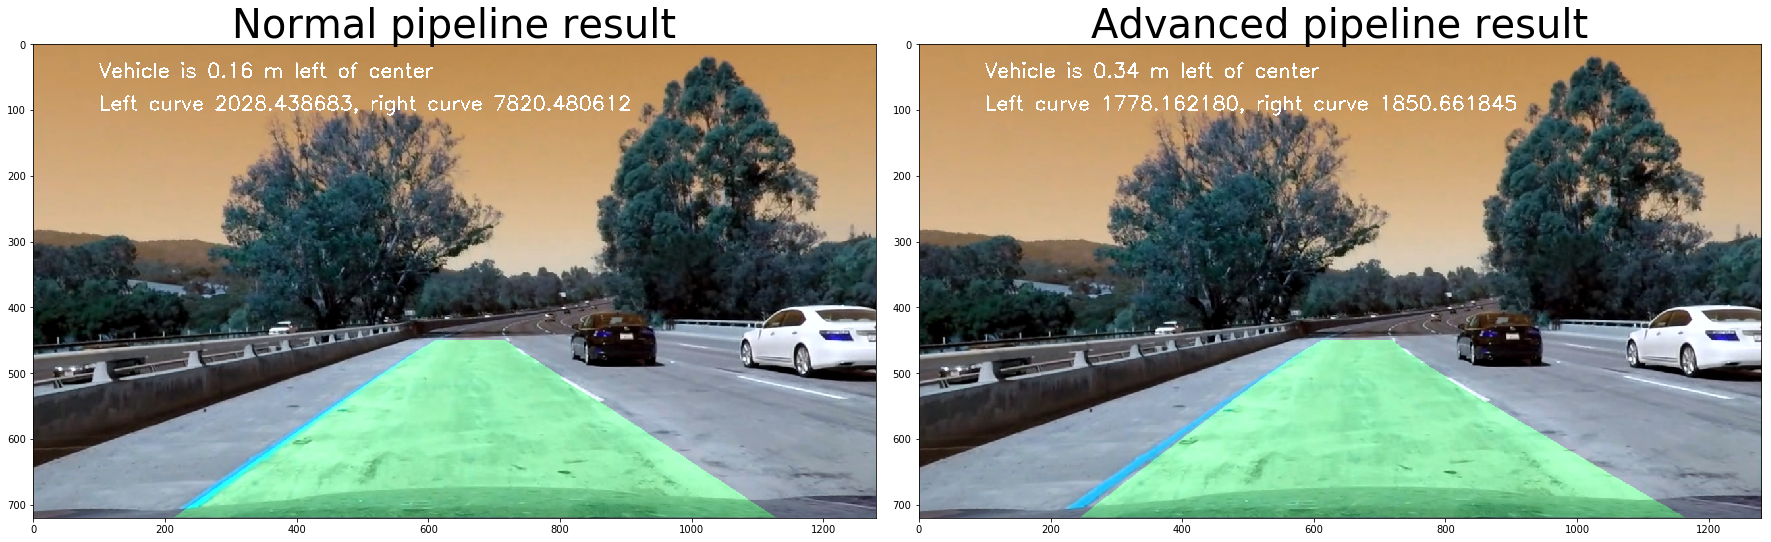 Normal pipeline result
Vehicle is 0.16 m left of center
Left curve 2028.438683, right curve 7820.480612
0
100
200
300
400
500
600
700
0 200 400 600 800 1000 1200
Advanced pipeline result
Vehicle is 0.34 m left of center
Left curve 1778.162180, right curve 1850.661845
0
100
200
300
400
500
600
700
0 200 400 600 800 1000 1200